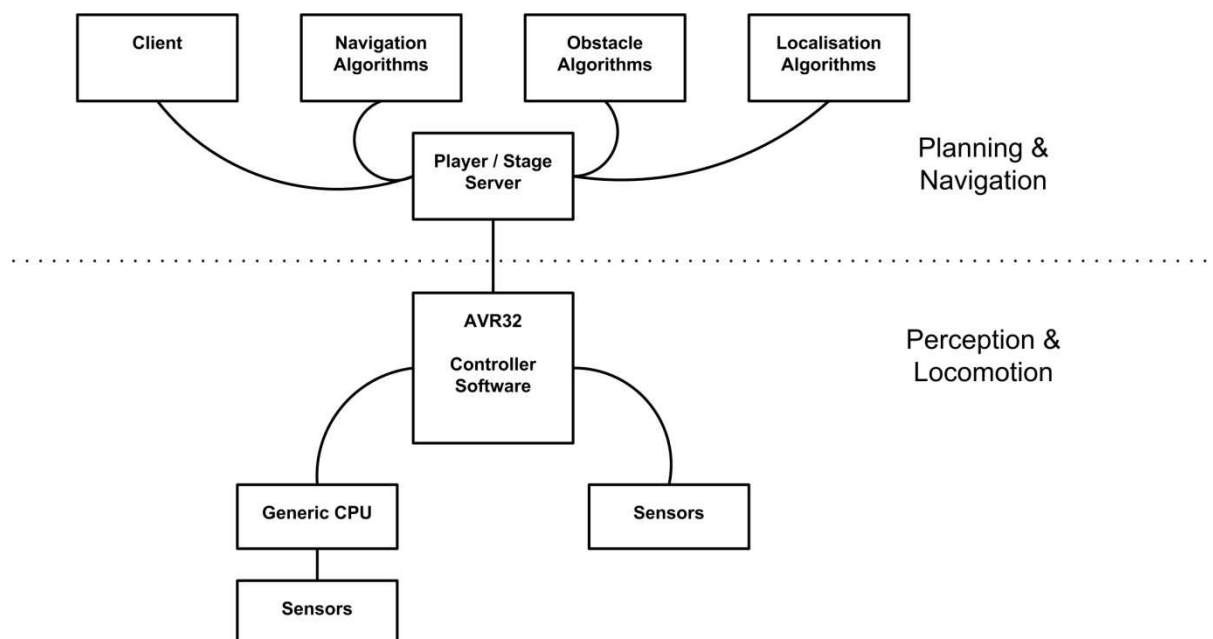 Client
Navigation
Algorithms
Obstacle
Algorithms
Localisation
Algorithms
Player / Stage
Server
Planning &
Navigation
AVR32
Controller
Software
Perception &
Locomotion
Generic CPU
Sensors
Sensors